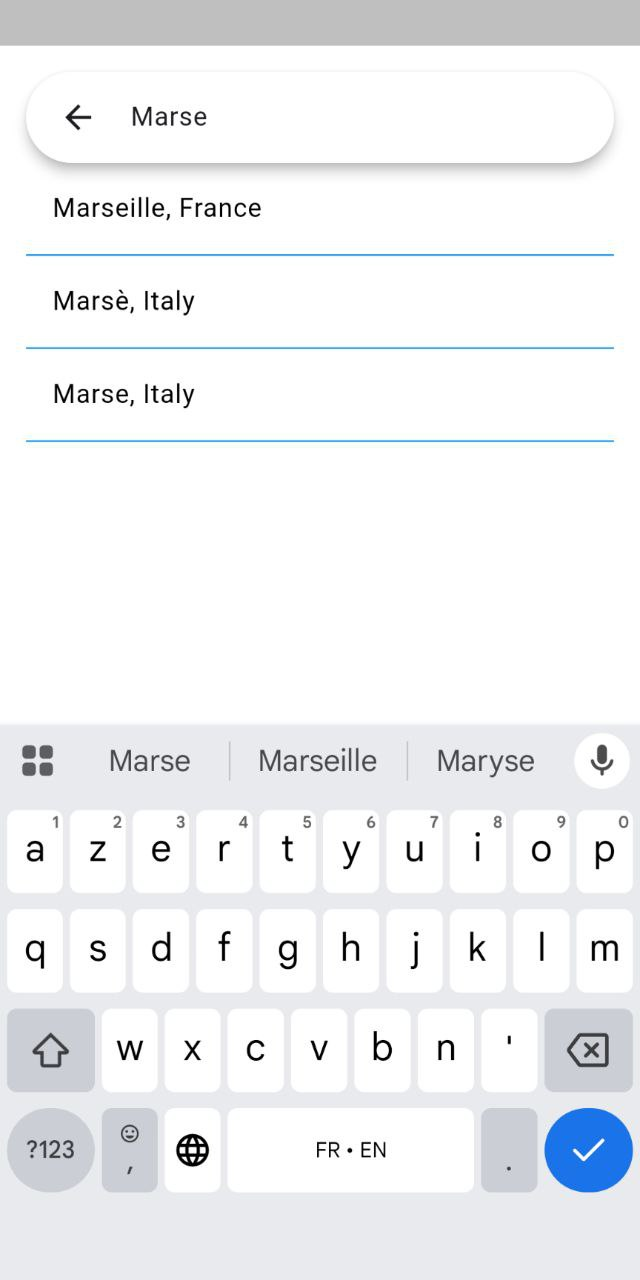 Marse
Marseille, France
Marsè, Italy
Marse, Italy
Marse Marseille Maryse
1 2 3 4 5 6 7 8 9 0
a z e r t y u i o p
q s d f g h j k l m
w x c v b n '
?123 , FR • EN .